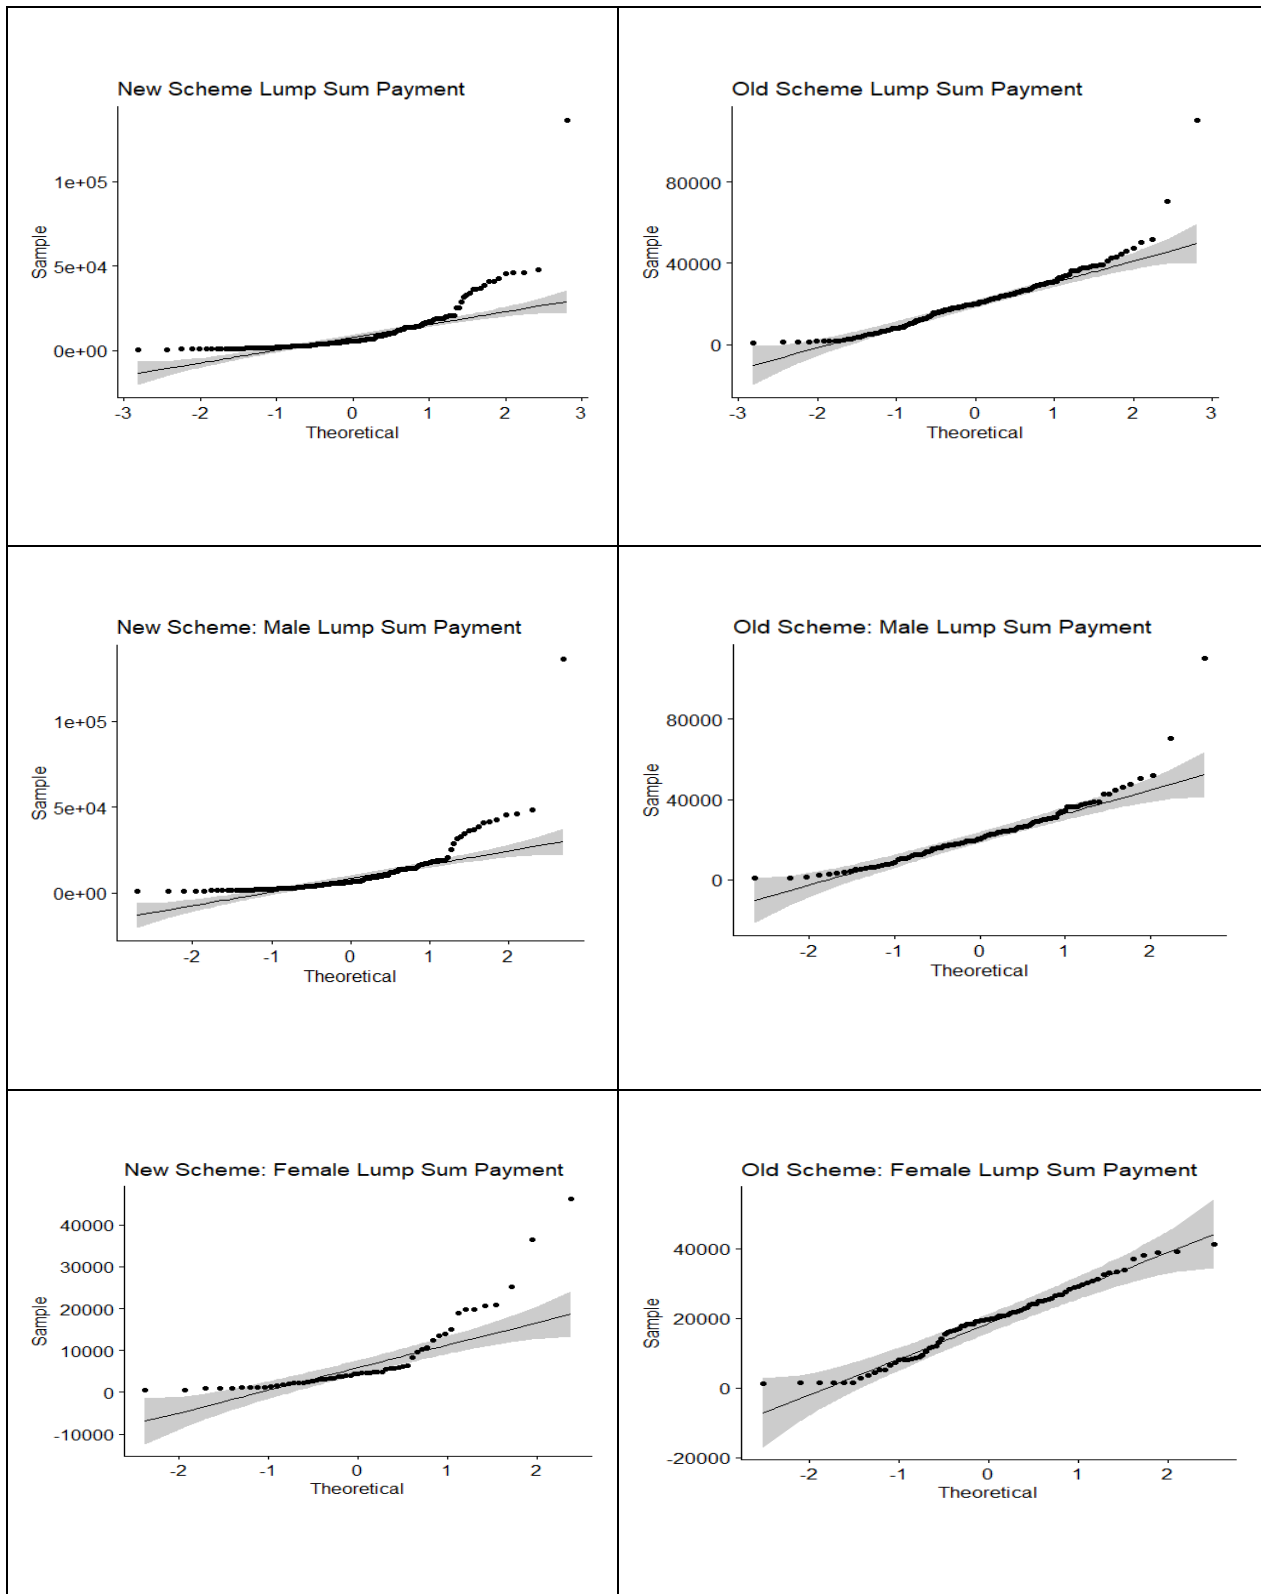 New Scheme Lump Sum Payment
1e+05
5e+04
0e+00
Sample
-3 -2 -1 0 1 2 3
Theoretical
Old Scheme Lump Sum Payment
80000
40000
0
Sample
-3 -2 -1 0 1 2 3
Theoretical
New Scheme: Male Lump Sum Payment
1e+05
5e+04
0e+00
Sample
-2 -1 0 1 2
Theoretical
Old Scheme: Male Lump Sum Payment
80000
40000
0
Sample
-2 -1 0 1 2
Theoretical
New Scheme: Female Lump Sum Payment
40000
30000
20000
10000
0
-10000
Sample
-2 -1 0 1 2
Theoretical
Old Scheme: Female Lump Sum Payment
40000
20000
0
-20000
Sample
-2 -1 0 1 2
Theoretical